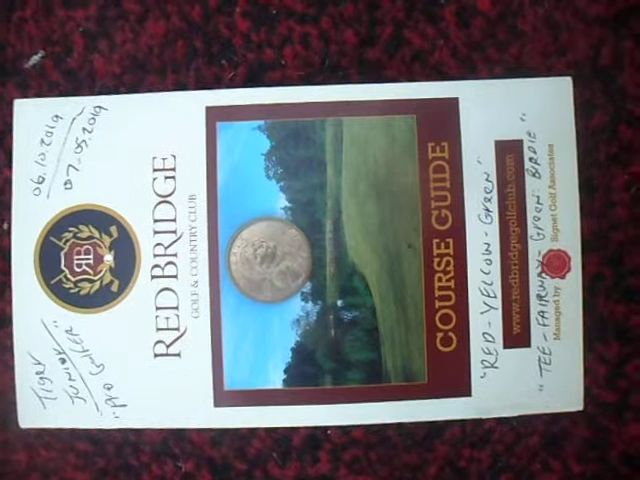 TIGER
JUNIOR"
"PRO GOLFER
06.10.2019
07-05.2019
RB
RED BRIDGE
GOLF & COUNTRY CLUB
COURSE GUIDE
"RED-YELLOW-GREEN"
www.redbridgegolfclub.com
"TEE-FAIRWAY-GREEN: BIRDIE"
Managed by Signet Golf Associates